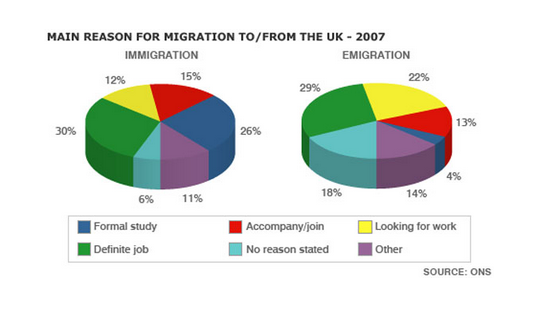 MAIN REASON FOR MIGRATION TO/FROM THE UK - 2007
IMMIGRATION
EMIGRATION
12%
15%
30%
26%
6%
11%
29%
22%
13%
4%
18%
14%
Formal study
Accompany/join
Looking for work
Definite job
No reason stated
Other
SOURCE: ONS